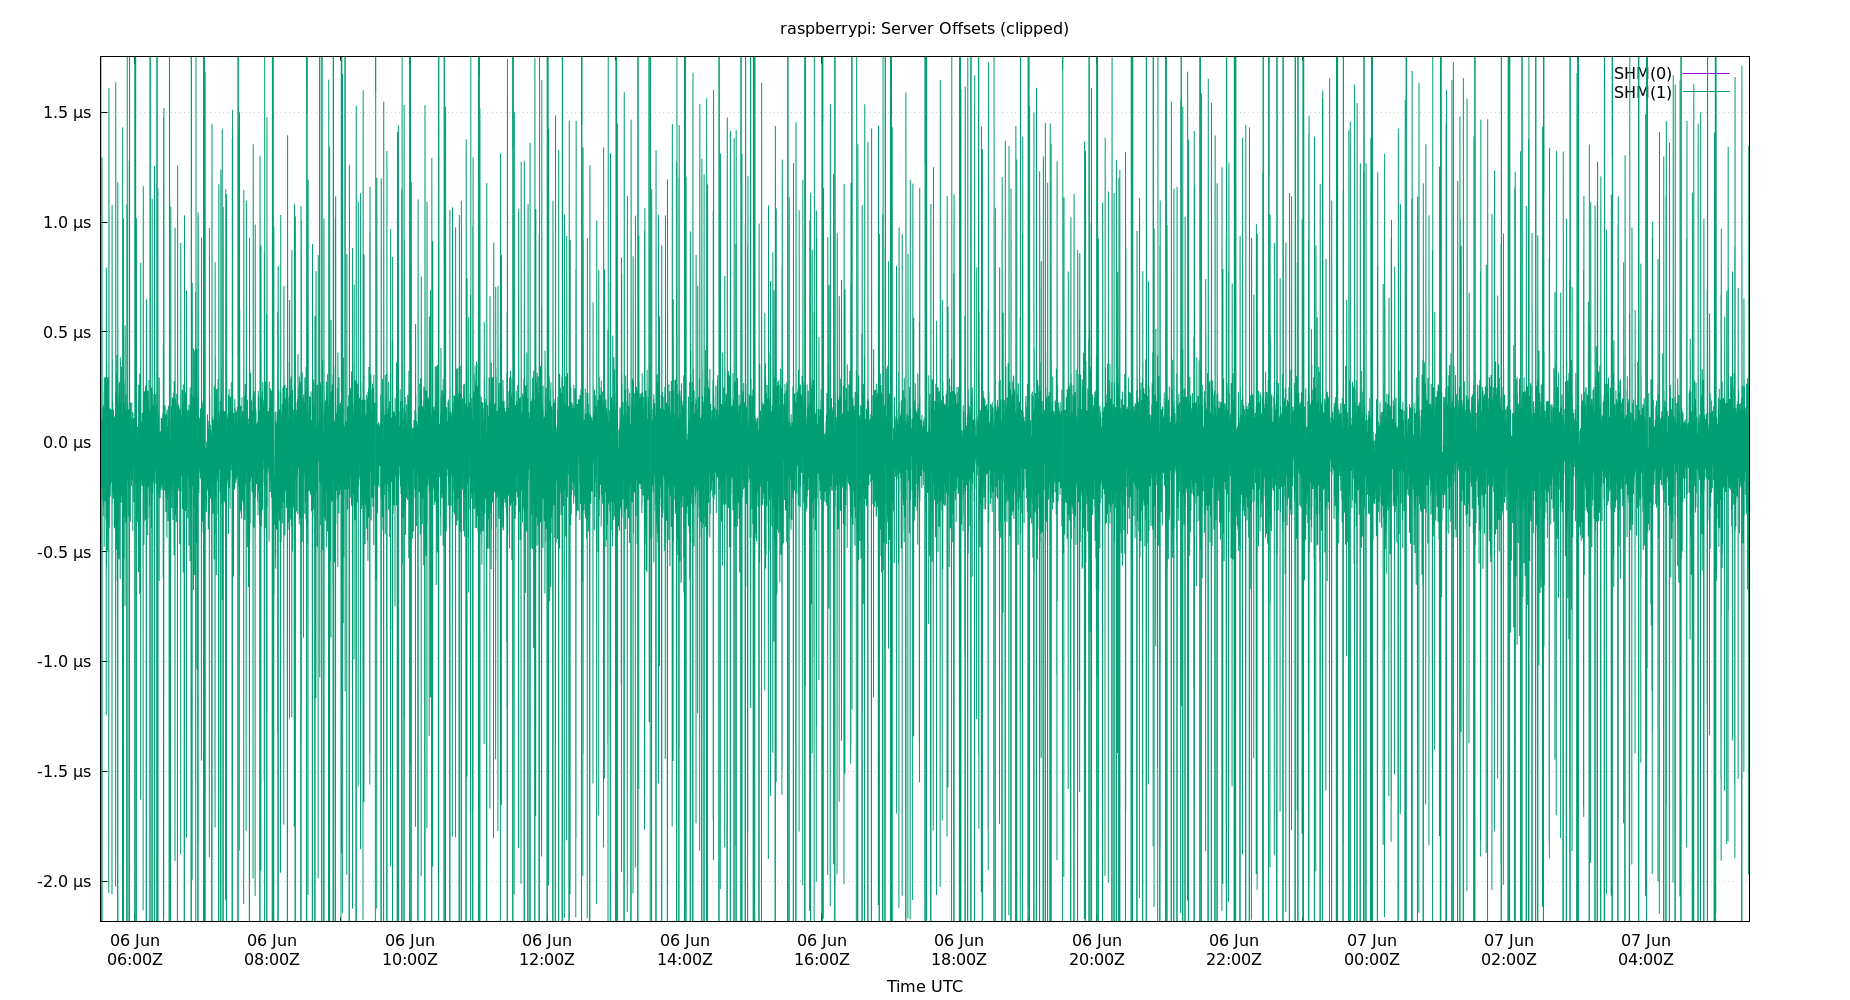 raspberrypi: Server Offsets (clipped)
SHM(0)
SHM(1)
1.5 µs
1.0 µs
0.5 µs
0.0 µs
-0.5 µs
-1.0 µs
-1.5 µs
-2.0 µs
06 Jun 06 Jun 06 Jun 06 Jun 06 Jun 06 Jun 06 Jun 06 Jun 06 Jun 07 Jun 07 Jun 07 Jun
06:00Z 08:00Z 10:00Z 12:00Z 14:00Z 16:00Z 18:00Z 20:00Z 22:00Z 00:00Z 02:00Z 04:00Z
Time UTC